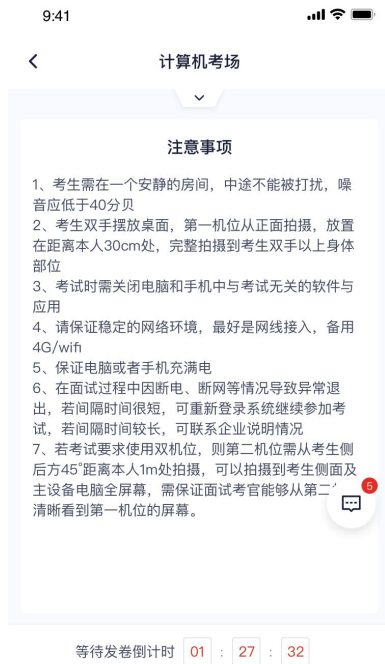 9:41
计算机考场
注意事项
1、考生需在一个安静的房间，中途不能被打扰，噪
音应低于40分贝
2、考生双手摆放桌面，第一机位从正面拍摄，放置
在距离本人30cm处，完整拍摄到考生双手以上身体
部位
3、考试时需关闭电脑和手机中与考试无关的软件与
应用
4、请保证稳定的网络环境，最好是网线接入，备用
4G/wifi
5、保证电脑或者手机充满电
6、在面试过程中因断电、断网等情况导致异常退
出，若间隔时间很短，可重新登录系统继续参加考
试，若间隔时间较长，可联系企业说明情况
7、若考试要求使用双机位，则第二机位需从考生侧
后方45°距离本人1m处拍摄，可以拍摄到考生侧面及
主设备电脑全屏幕，需保证面试考官能够从第二
5
清晰看到第一机位的屏幕。
等待发卷倒计时 01 : 27 : 32